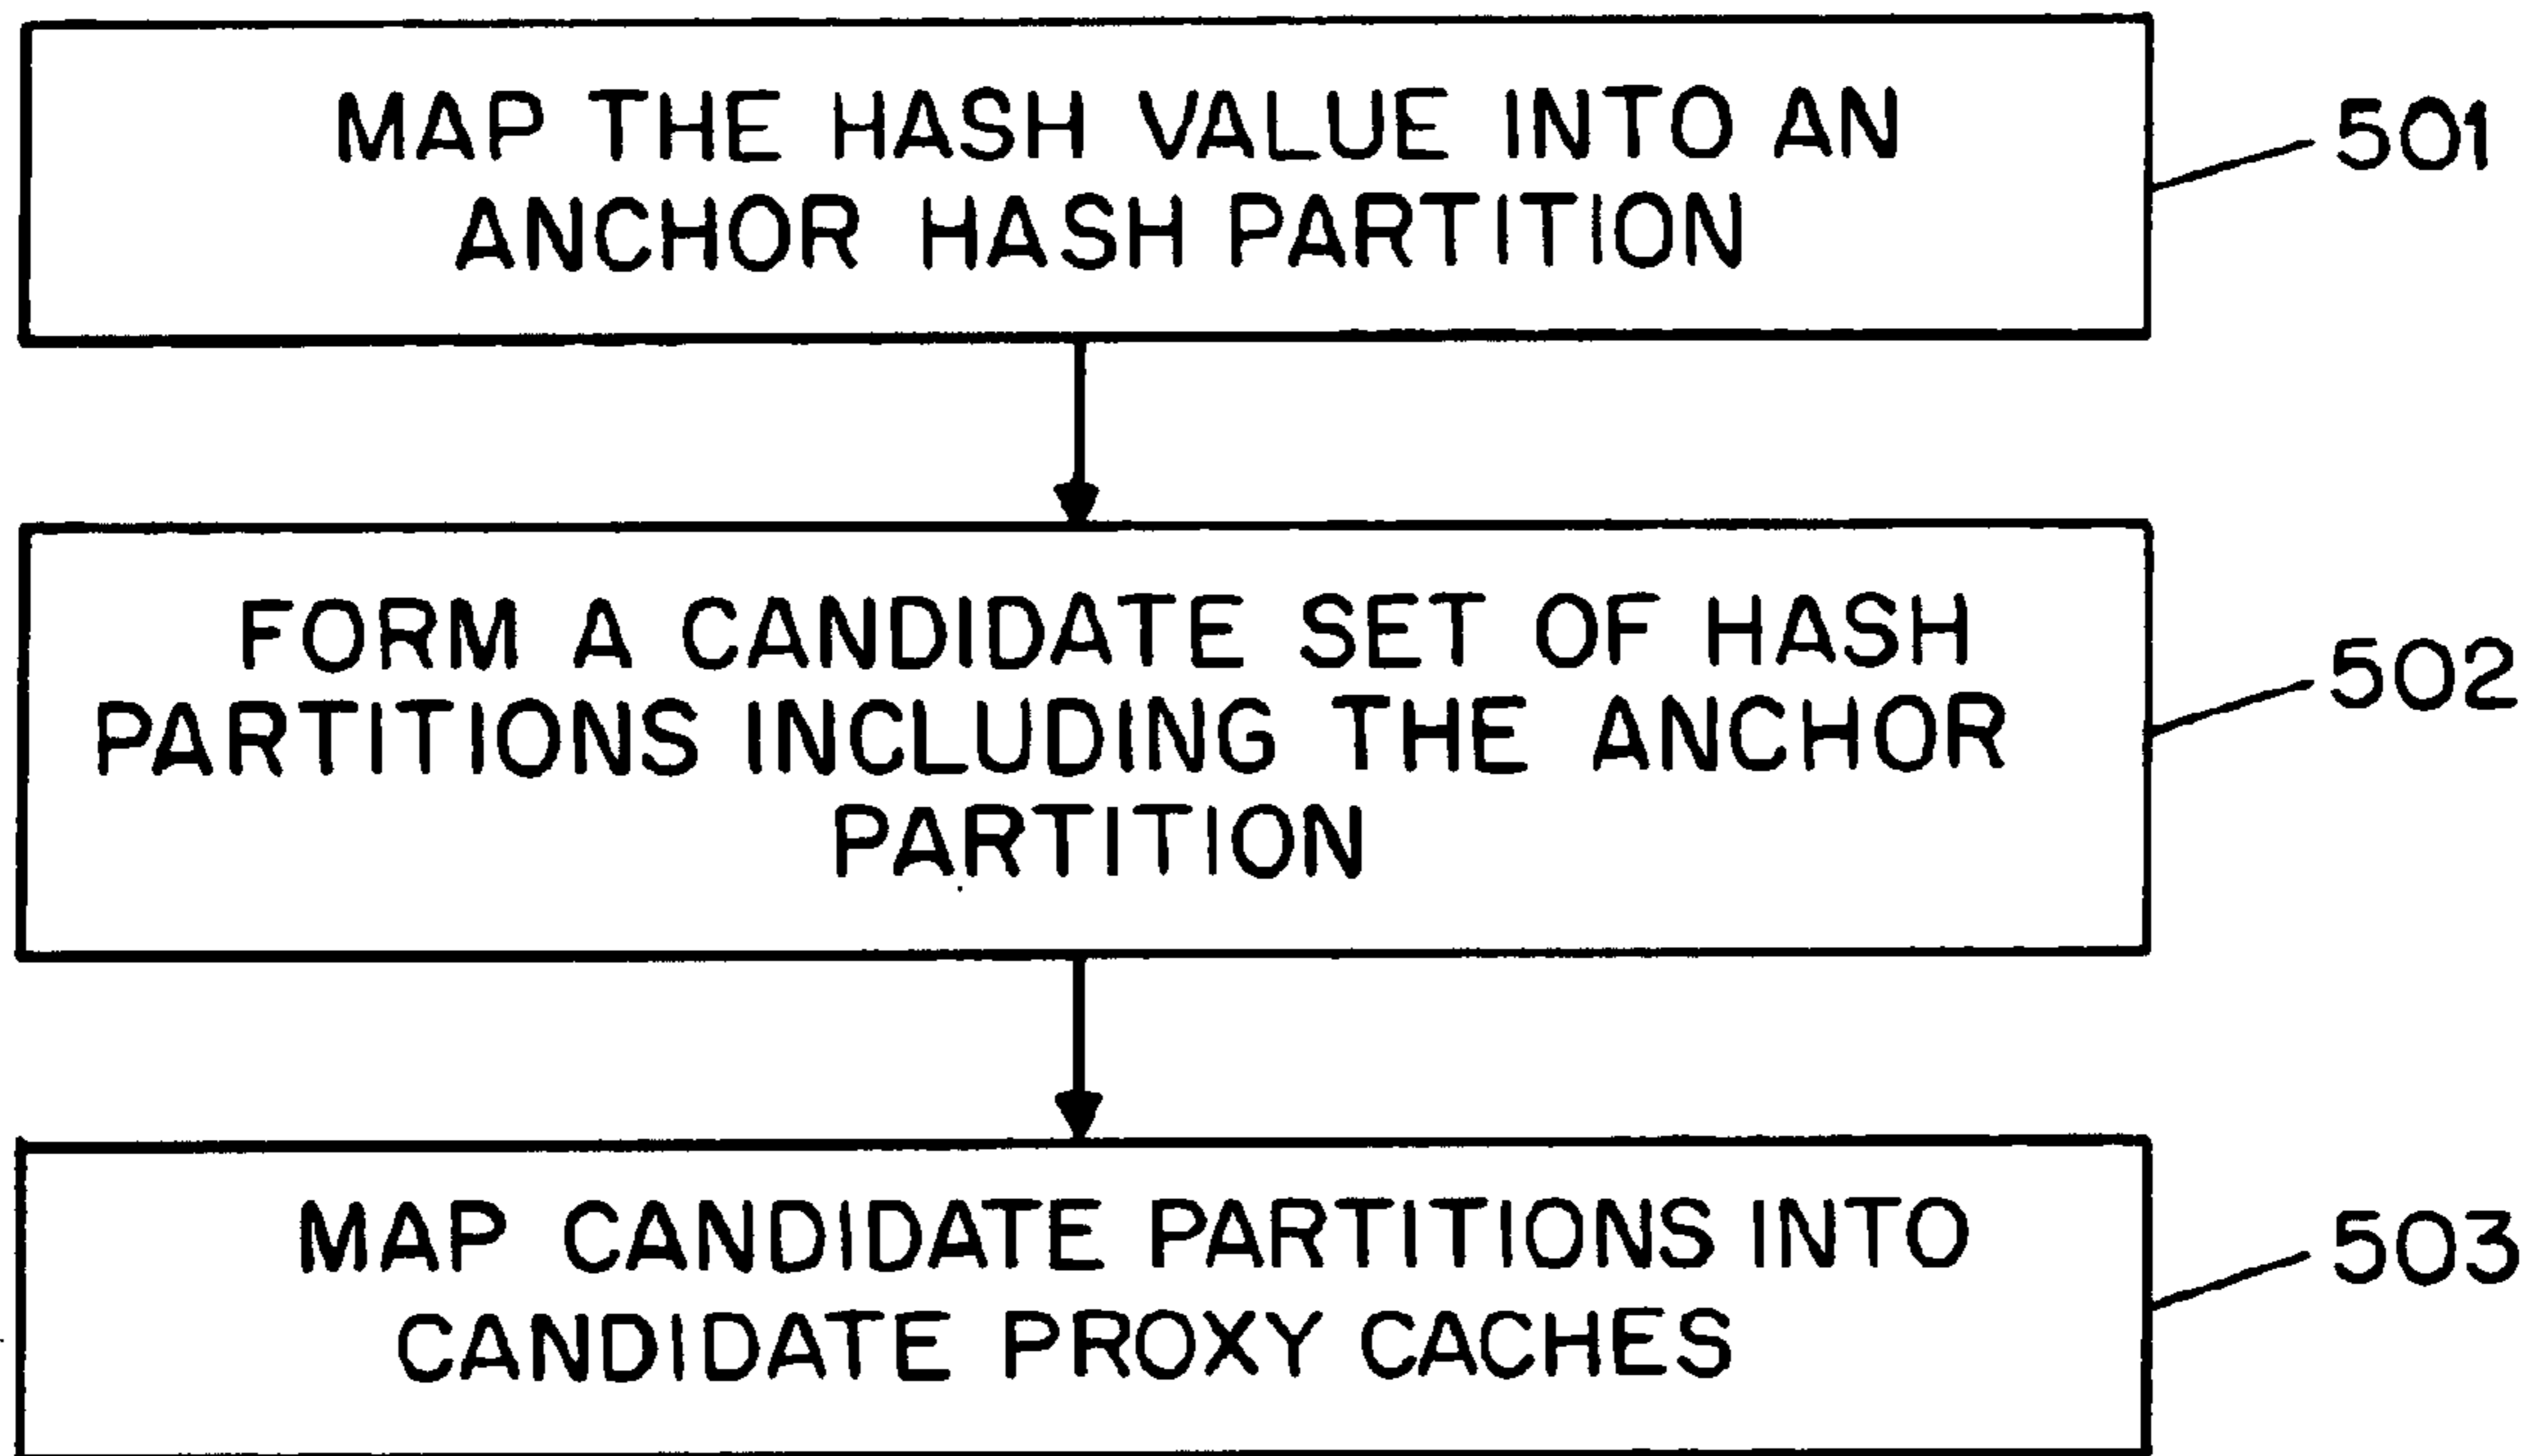 MAP THE HASH VALUE INTO AN
ANCHOR HASH PARTITION
501
FORM A CANDIDATE SET OF HASH
PARTITIONS INCLUDING THE ANCHOR
PARTITION
502
MAP CANDIDATE PARTITIONS INTO
CANDIDATE PROXY CACHES
503